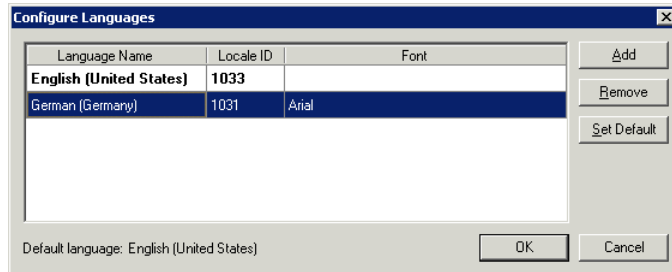 Configure Languages
Language Name Locale ID Font
English (United States) 1033
German (Germany) 1031 Arial
Add
Remove
Set Default
Default language: English (United States)
OK
Cancel